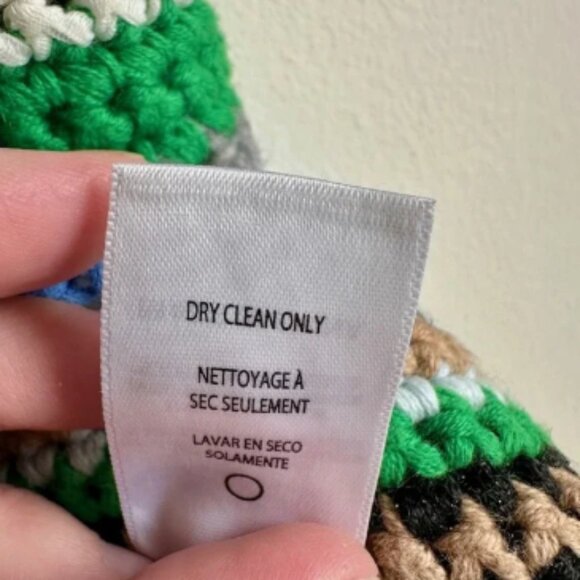 DRY CLEAN ONLY
NETTOYAGE À
SEC SEULEMENT
LAVAR EN SECO
SOLAMENTE